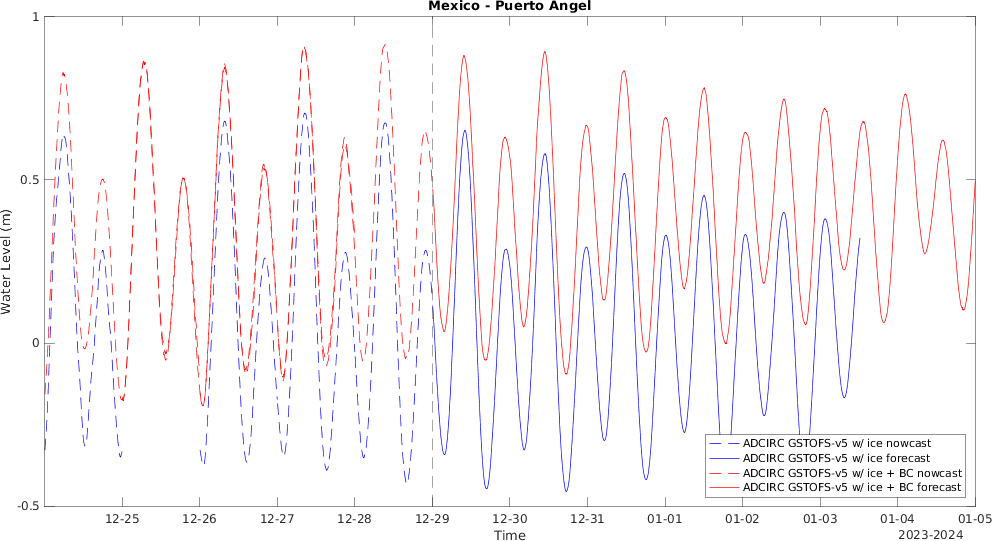 Mexico - Puerto Angel
Water Level (m)
1
0.5
0
-0.5
12-25 12-26 12-27 12-28 12-29 12-30 12-31 01-01 01-02 01-03 01-04 01-05
Time
2023-2024
ADCIRC GSTOFS-v5 w/ ice nowcast
ADCIRC GSTOFS-v5 w/ ice forecast
ADCIRC GSTOFS-v5 w/ ice + BC nowcast
ADCIRC GSTOFS-v5 w/ ice + BC forecast